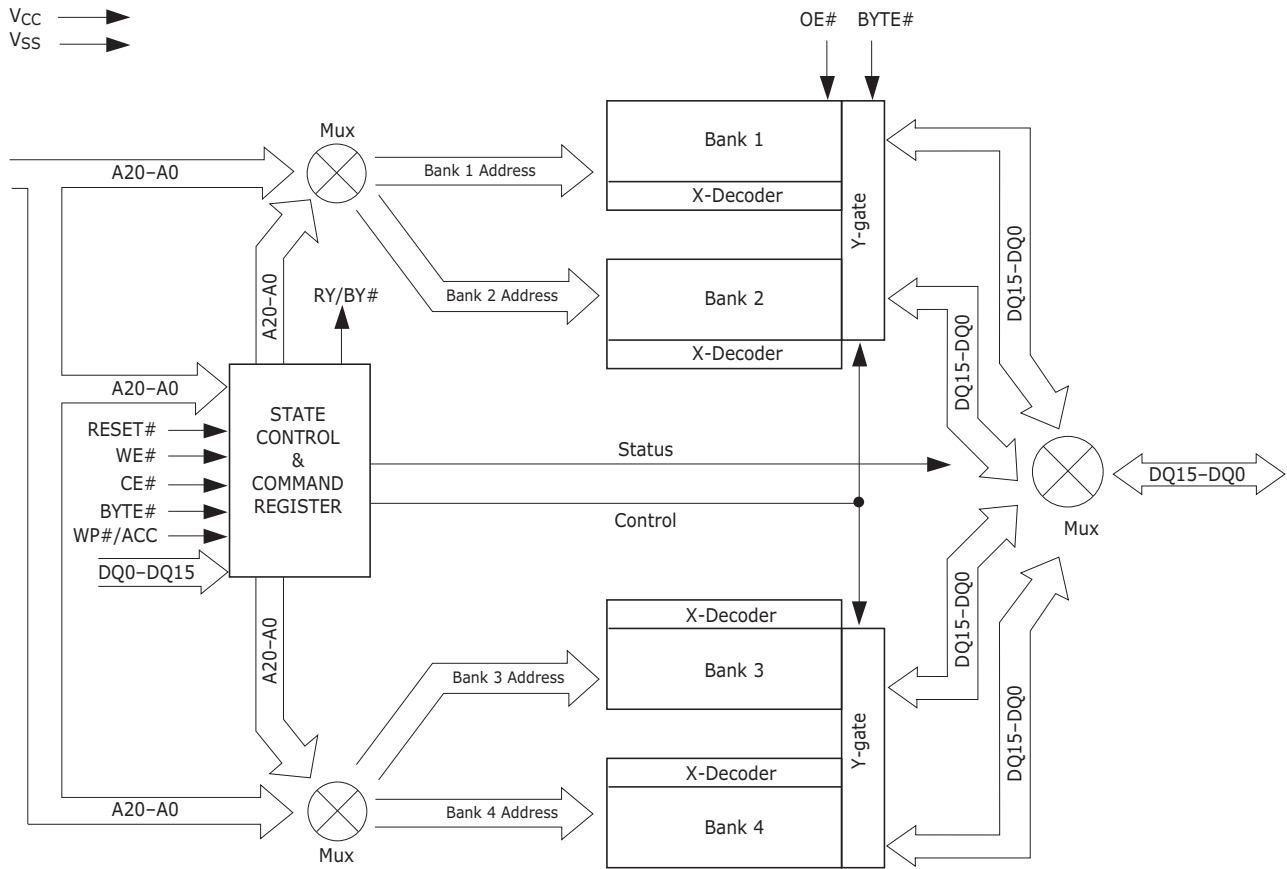 VCC
VSS
OE# BYTE#
Mux
Bank 1
A20–A0
Bank 1 Address
X-Decoder
Y-gate
DQ15–DQ0
A20–A0
RY/BY#
Bank 2 Address
Bank 2
X-Decoder
DQ15–DQ0
A20–A0
RESET#
WE#
CE#
BYTE#
WP#/ACC
DQ0–DQ15
STATE
CONTROL
&
COMMAND
REGISTER
Status
Control
DQ15–DQ0
Mux
A20–A0
X-Decoder
Bank 3
Bank 3 Address
Y-gate
DQ15–DQ0
DQ15–DQ0
X-Decoder
A20–A0
Bank 4 Address
Bank 4
Mux